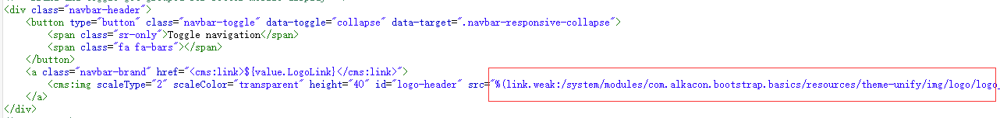 <div class="navbar-header">
<button type="button" class="navbar-toggle" data-toggle="collapse" data-target=".navbar-responsive-collapse">
<span class="sr-only">Toggle navigation</span>
<span class="fa fa-bars"></span>
</button>
<a class="navbar-brand" href="<cms:link>${value.LogoLink}</cms:link>">
<cms:img scaleType="2" scaleColor="transparent" height="40" id="logo-header" src="%(link.weak:/system/modules/com.alkacon.bootstrap.basics/resources/theme-unify/img/logo/logo_
</a>
</div>